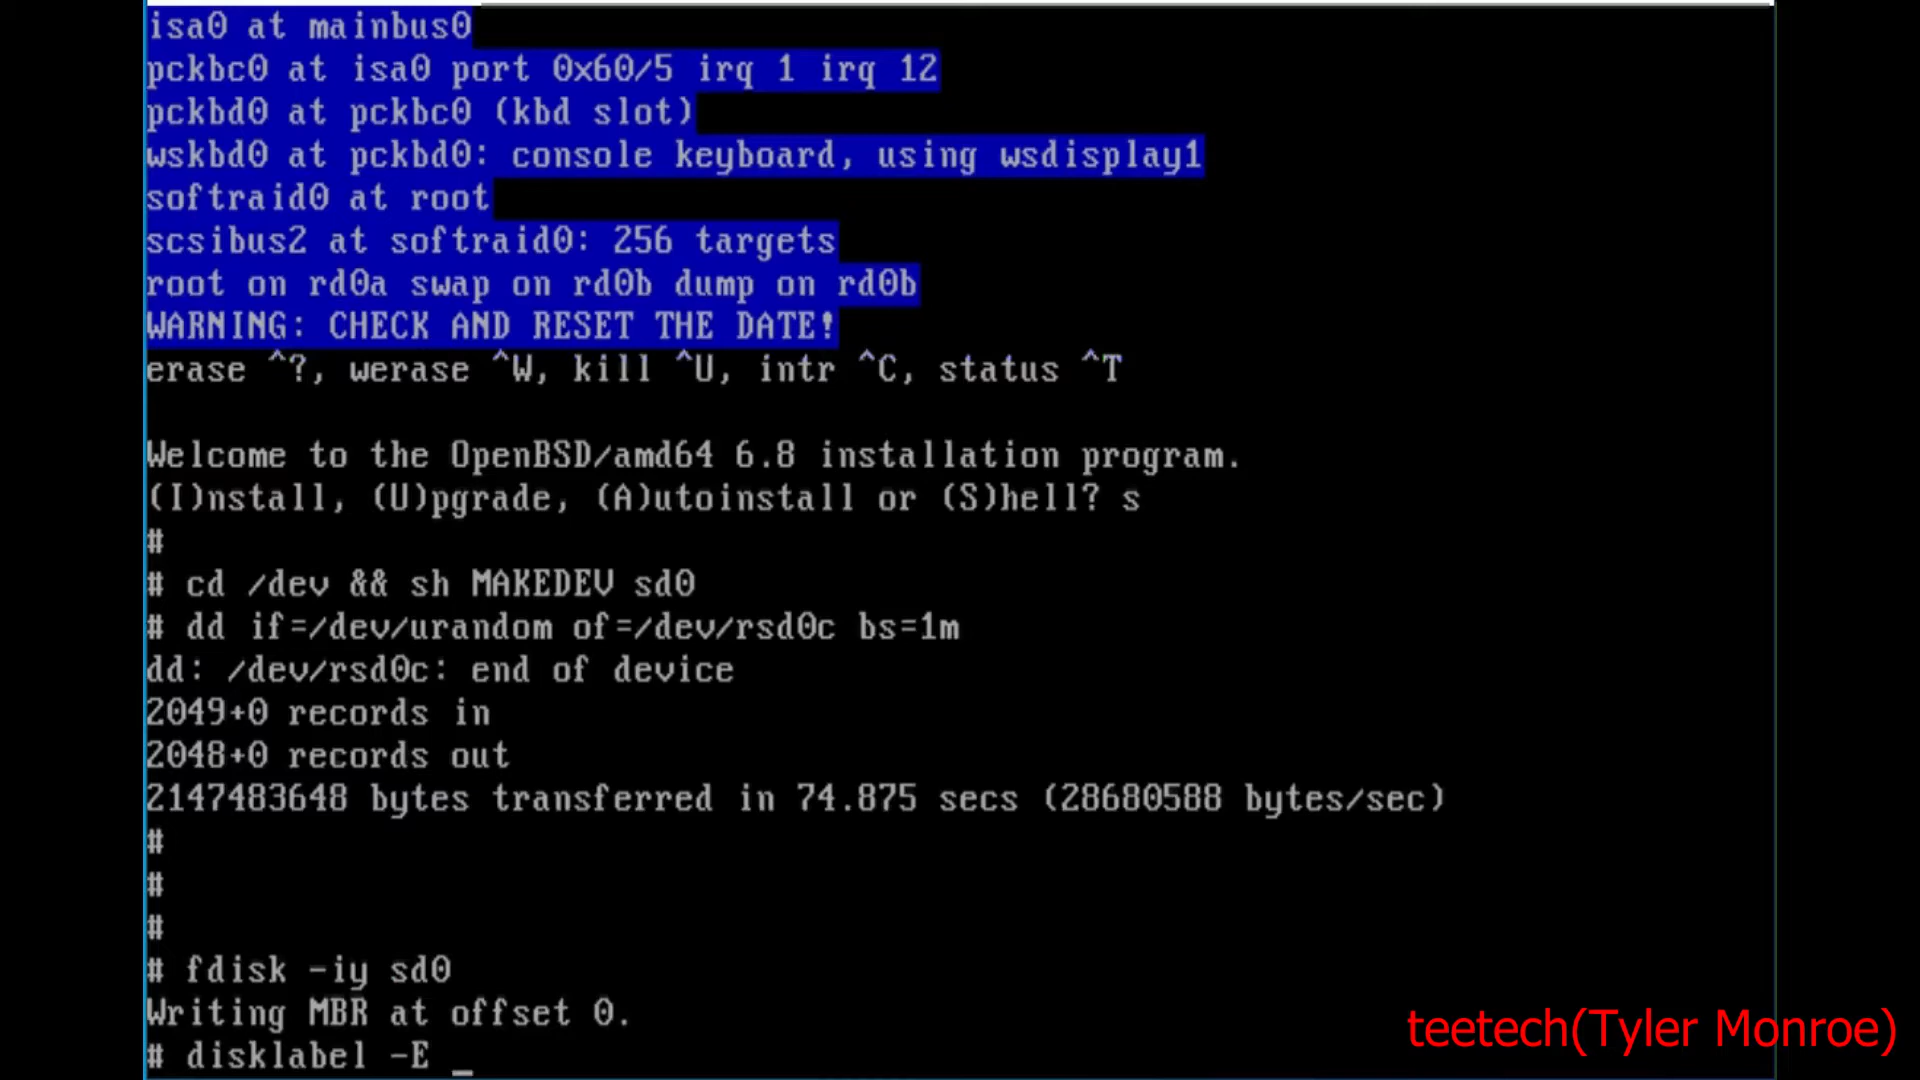 isa0 at mainbus0
pckbc0 at isa0 port 0x60/5 irq 1 irq 12
pckbd0 at pckbc0 (kbd slot)
wskbd0 at pckbd0: console keyboard, using wsdisplay1
softraid0 at root
scsibus2 at softraid0: 256 targets
root on rd0a swap on rd0b dump on rd0b
WARNING: CHECK AND RESET THE DATE!
erase ^?, werase ^W, kill ^U, intr ^C, status ^T
Welcome to the OpenBSD/amd64 6.8 installation program.
(I)nstall, (U)pgrade, (A)utoinstall or (S)hell? s
#
# cd /dev && sh MAKEDEV sd0
# dd if=/dev/urandom of=/dev/rsd0c bs=1m
dd: /dev/rsd0c: end of device
2049+0 records in
2048+0 records out
2147483648 bytes transferred in 74.875 secs (28680588 bytes/sec)
#
#
#
# fdisk -iy sd0
Writing MBR at offset 0.
# disklabel -E _
teetech(Tyler Monroe)